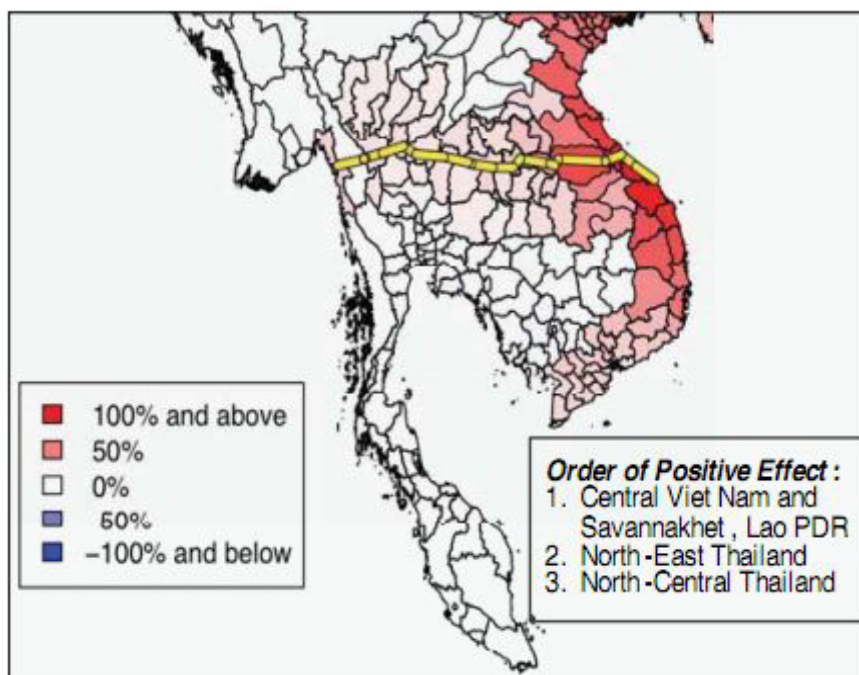 100% and above
50%
0%
50%
−100% and below
Order of Positive Effect :
1. Central Viet Nam and
Savannakhet , Lao PDR
2. North -East Thailand
3. North -Central Thailand